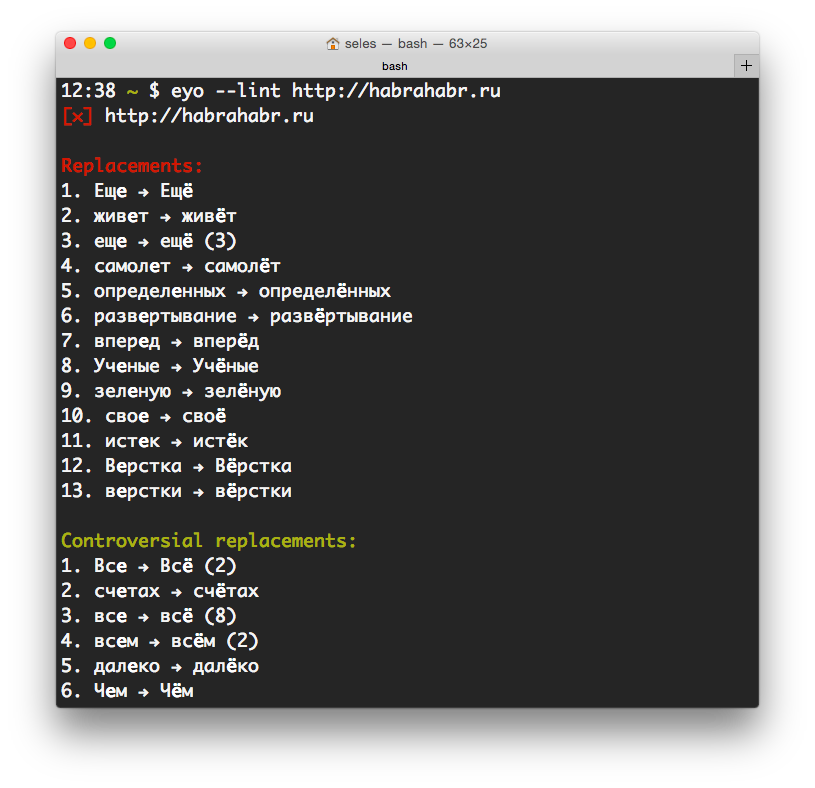 seles — bash — 63×25
bash
+
12:38 ~ $ eyo --lint http://habrahabr.ru
[x] http://habrahabr.ru
Replacements:
1. Еще → Ещё
2. живет → живёт
3. еще → ещё (3)
4. самолет → самолёт
5. определенных → определённых
6. развертывание → развёртывание
7. вперед → вперёд
8. Ученые → Учёные
9. зеленую → зелёную
10. свое → своё
11. истек → истёк
12. Верстка → Вёрстка
13. верстки → вёрстки
Controversial replacements:
1. Все → Всё (2)
2. счетах → счётах
3. все → всё (8)
4. всем → всём (2)
5. далеко → далёко
6. Чем → Чём